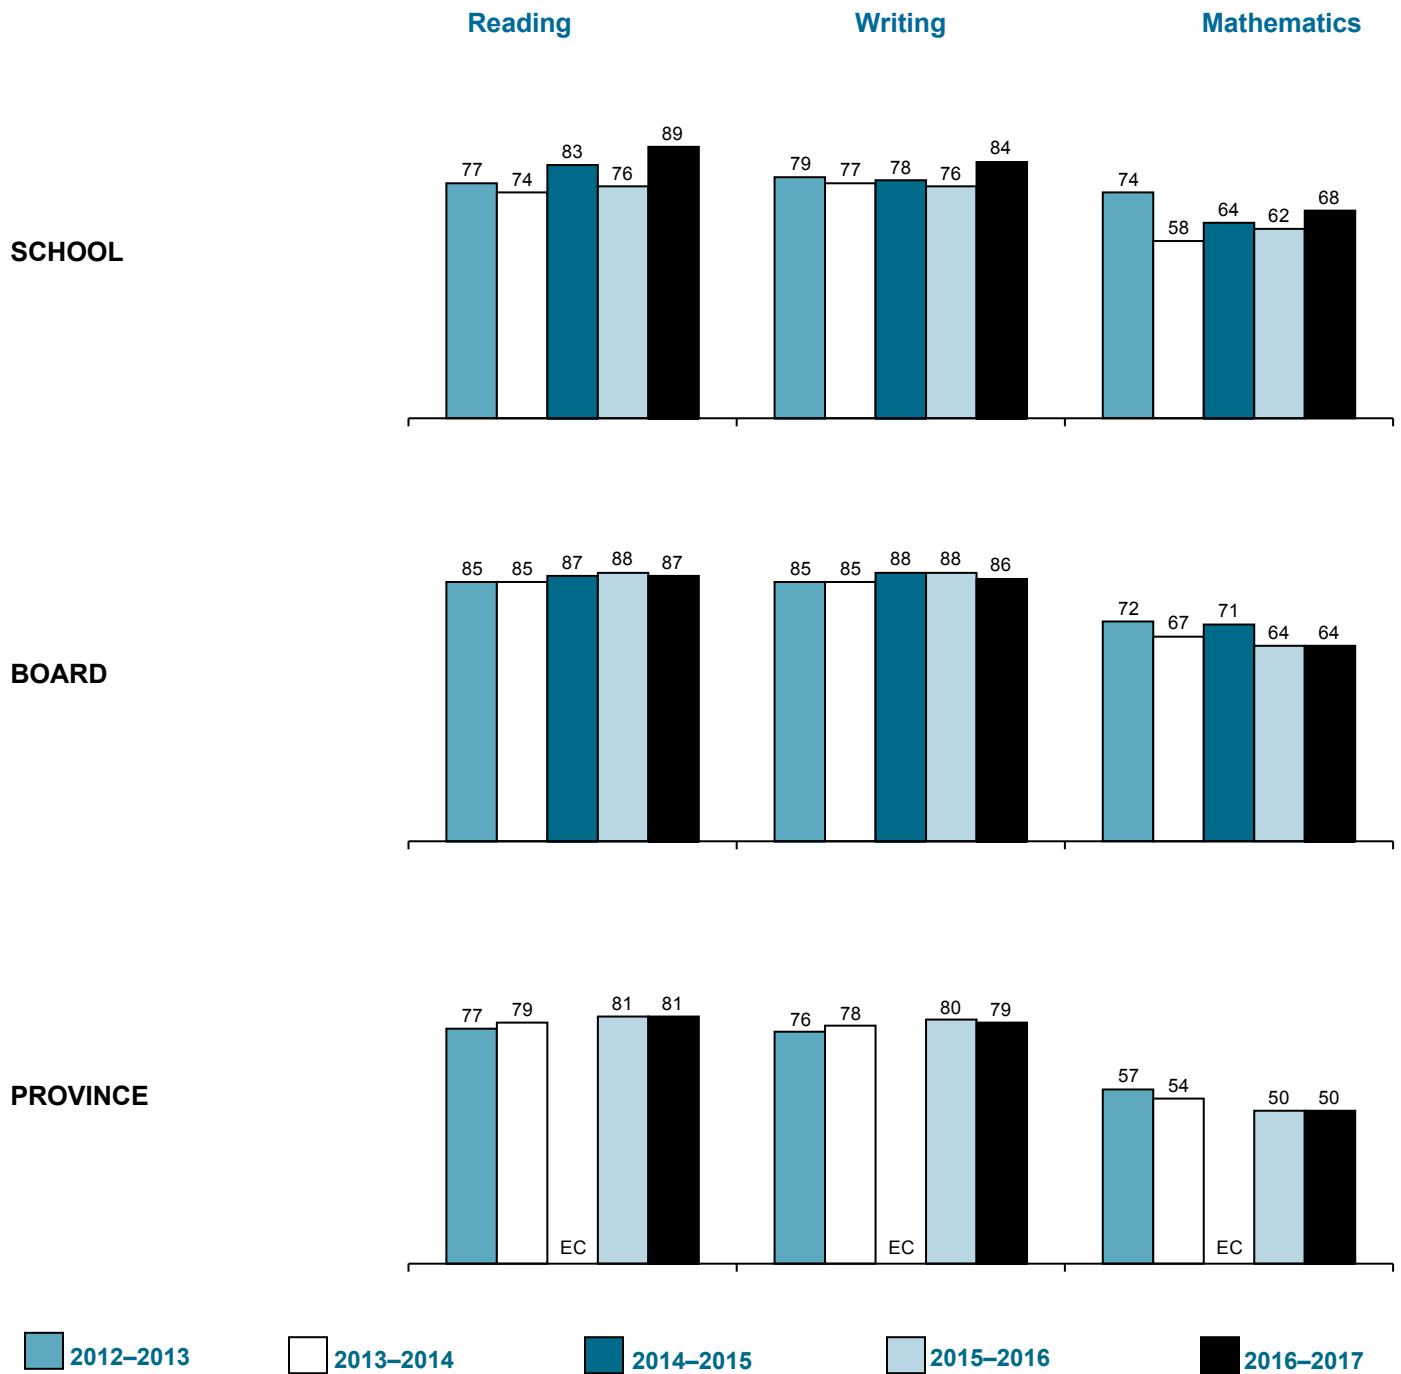 Reading Writing Mathematics
SCHOOL
77 74 83 76 89 79 77 78 76 84 74 58 64 62 68
BOARD
85 85 87 88 87 85 85 88 88 86 72 67 71 64 64
PROVINCE
77 79 EC 81 81 76 78 EC 80 79 57 54 EC 50 50
2012–2013 2013–2014 2014–2015 2015–2016 2016–2017